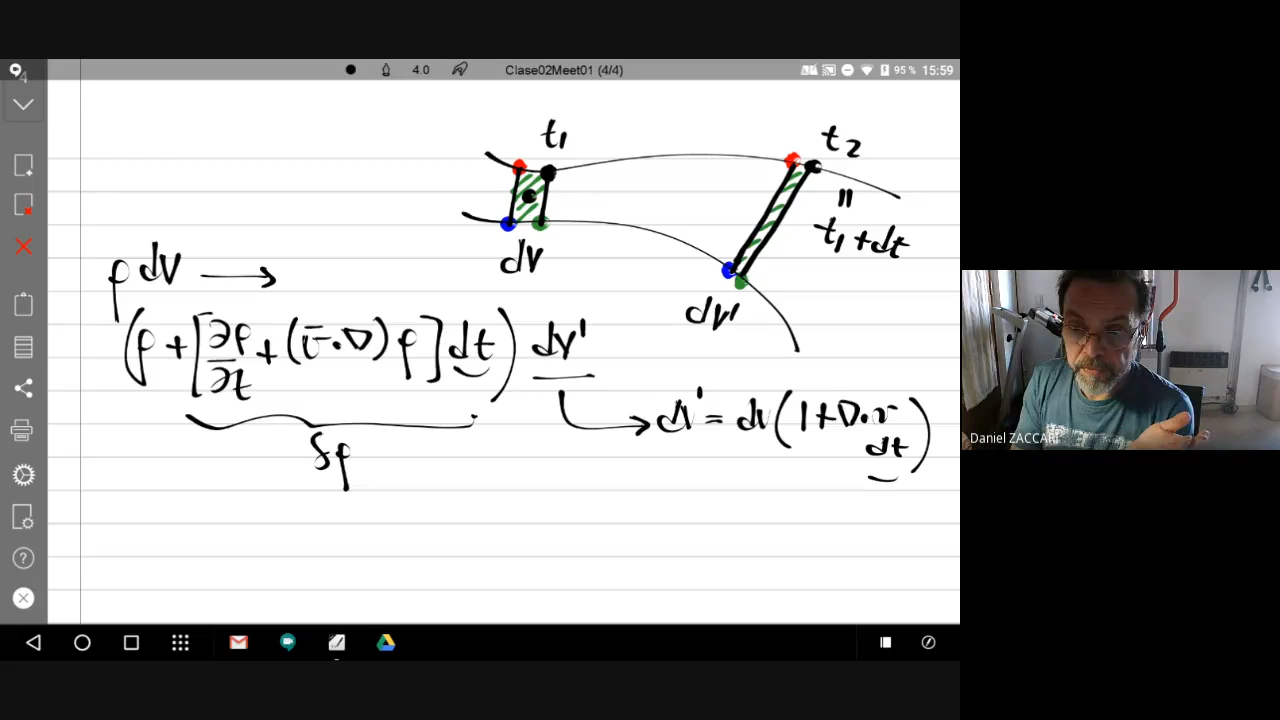 4
4.0
Clase02Meet01 (4/4)
95 %
15:59
t₁
t₂
=
t₁+dt
dV
dV'
ρ dV →
(ρ + [∂ρ/∂t + (v̄·∇) ρ] dt) dV'
→ dV' = dV (1+∇·v dt)
δρ
Daniel ZACCARI